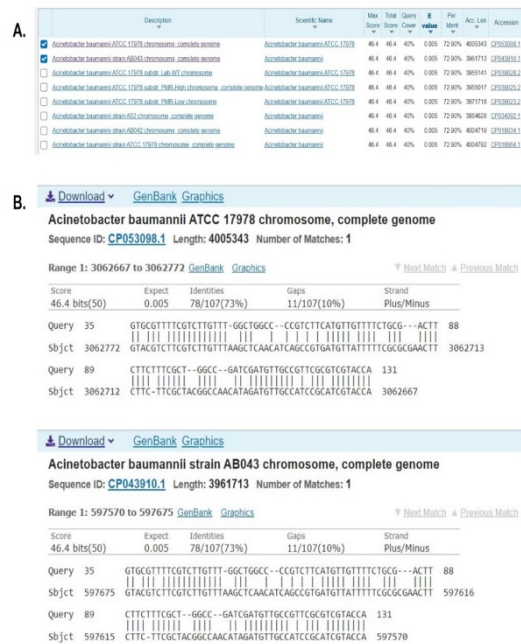 A.
Description Scientific Name Max Score Total Score Query Cover E value Per. Ident Acc. Len Accession
Acinetobacter baumannii ATCC 17978 chromosome, complete genome Acinetobacter baumannii ATCC 17978 46.4 46.4 40% 0.005 72.90% 4005343 CP053098.1
Acinetobacter baumannii strain AB043 chromosome, complete genome Acinetobacter baumannii 46.4 46.4 40% 0.005 72.90% 3961713 CP043910.1
Acinetobacter baumannii ATCC 17978 substr. Lab-WT chromosome Acinetobacter baumannii ATCC 17978 46.4 46.4 40% 0.005 72.90%
Acinetobacter baumannii ATCC 17978 substr. PMR-High chromosome, complete genome Acinetobacter baumannii ATCC 17978 46.4 46.4 40% 0.005 72.90%
Acinetobacter baumannii ATCC 17978 substr. PMR-Low chromosome Acinetobacter baumannii ATCC 17978 46.4 46.4 40% 0.005 72.90%
Acinetobacter baumannii strain A52 chromosome, complete genome Acinetobacter baumannii 46.4 46.4 40% 0.005 72.90%
Acinetobacter baumannii strain AB042 chromosome, complete genome Acinetobacter baumannii 46.4 46.4 40% 0.005 72.90%
Acinetobacter baumannii strain ATCC 17978 chromosome, complete genome Acinetobacter baumannii 46.4 46.4 40% 0.005 72.90%
B.
Download GenBank Graphics
Acinetobacter baumannii ATCC 17978 chromosome, complete genome
Sequence ID: CP053098.1 Length: 4005343 Number of Matches: 1
Range 1: 3062667 to 3062772 GenBank Graphics Next Match Previous Match
Score Expect Identities Gaps Strand
46.4 bits(50) 0.005 78/107(73%) 11/107(10%) Plus/Minus
Query 35 GTGCGTTTTCGTCTTGTTT-GGCTGGCC--CCGTCTTCATGTTGTTTTCTGCG---ACTT 88
Sbjct 3062772 GTACGTCTTCGTCTTGTTTAAGCTCAACATCAGCCGTGATGTTATTTTTCGCGCGAACTT 3062713
Query 89 CTTCTTTCGCT--GGCC--GATCGATGTTGCCGTTCGCGTCGTACCA 131
Sbjct 3062712 CTTC-TTCGCTACGGCCAACATAGATGTTGCCATCCGCATCGTACCA 3062667
Download GenBank Graphics
Acinetobacter baumannii strain AB043 chromosome, complete genome
Sequence ID: CP043910.1 Length: 3961713 Number of Matches: 1
Range 1: 597570 to 597675 GenBank Graphics Next Match Previous Match
Score Expect Identities Gaps Strand
46.4 bits(50) 0.005 78/107(73%) 11/107(10%) Plus/Minus
Query 35 GTGCGTTTTCGTCTTGTTT-GGCTGGCC--CCGTCTTCATGTTGTTTTCTGCG---ACTT 88
Sbjct 597675 GTACGTCTTCGTCTTGTTTAAGCTCAACATCAGCCGTGATGTTATTTTTCGCGCGAACTT 597616
Query 89 CTTCTTTCGCT--GGCC--GATCGATGTTGCCGTTCGCGTCGTACCA 131
Sbjct 597615 CTTC-TTCGCTACGGCCAACATAGATGTTGCCATCCGCATCGTACCA 597570